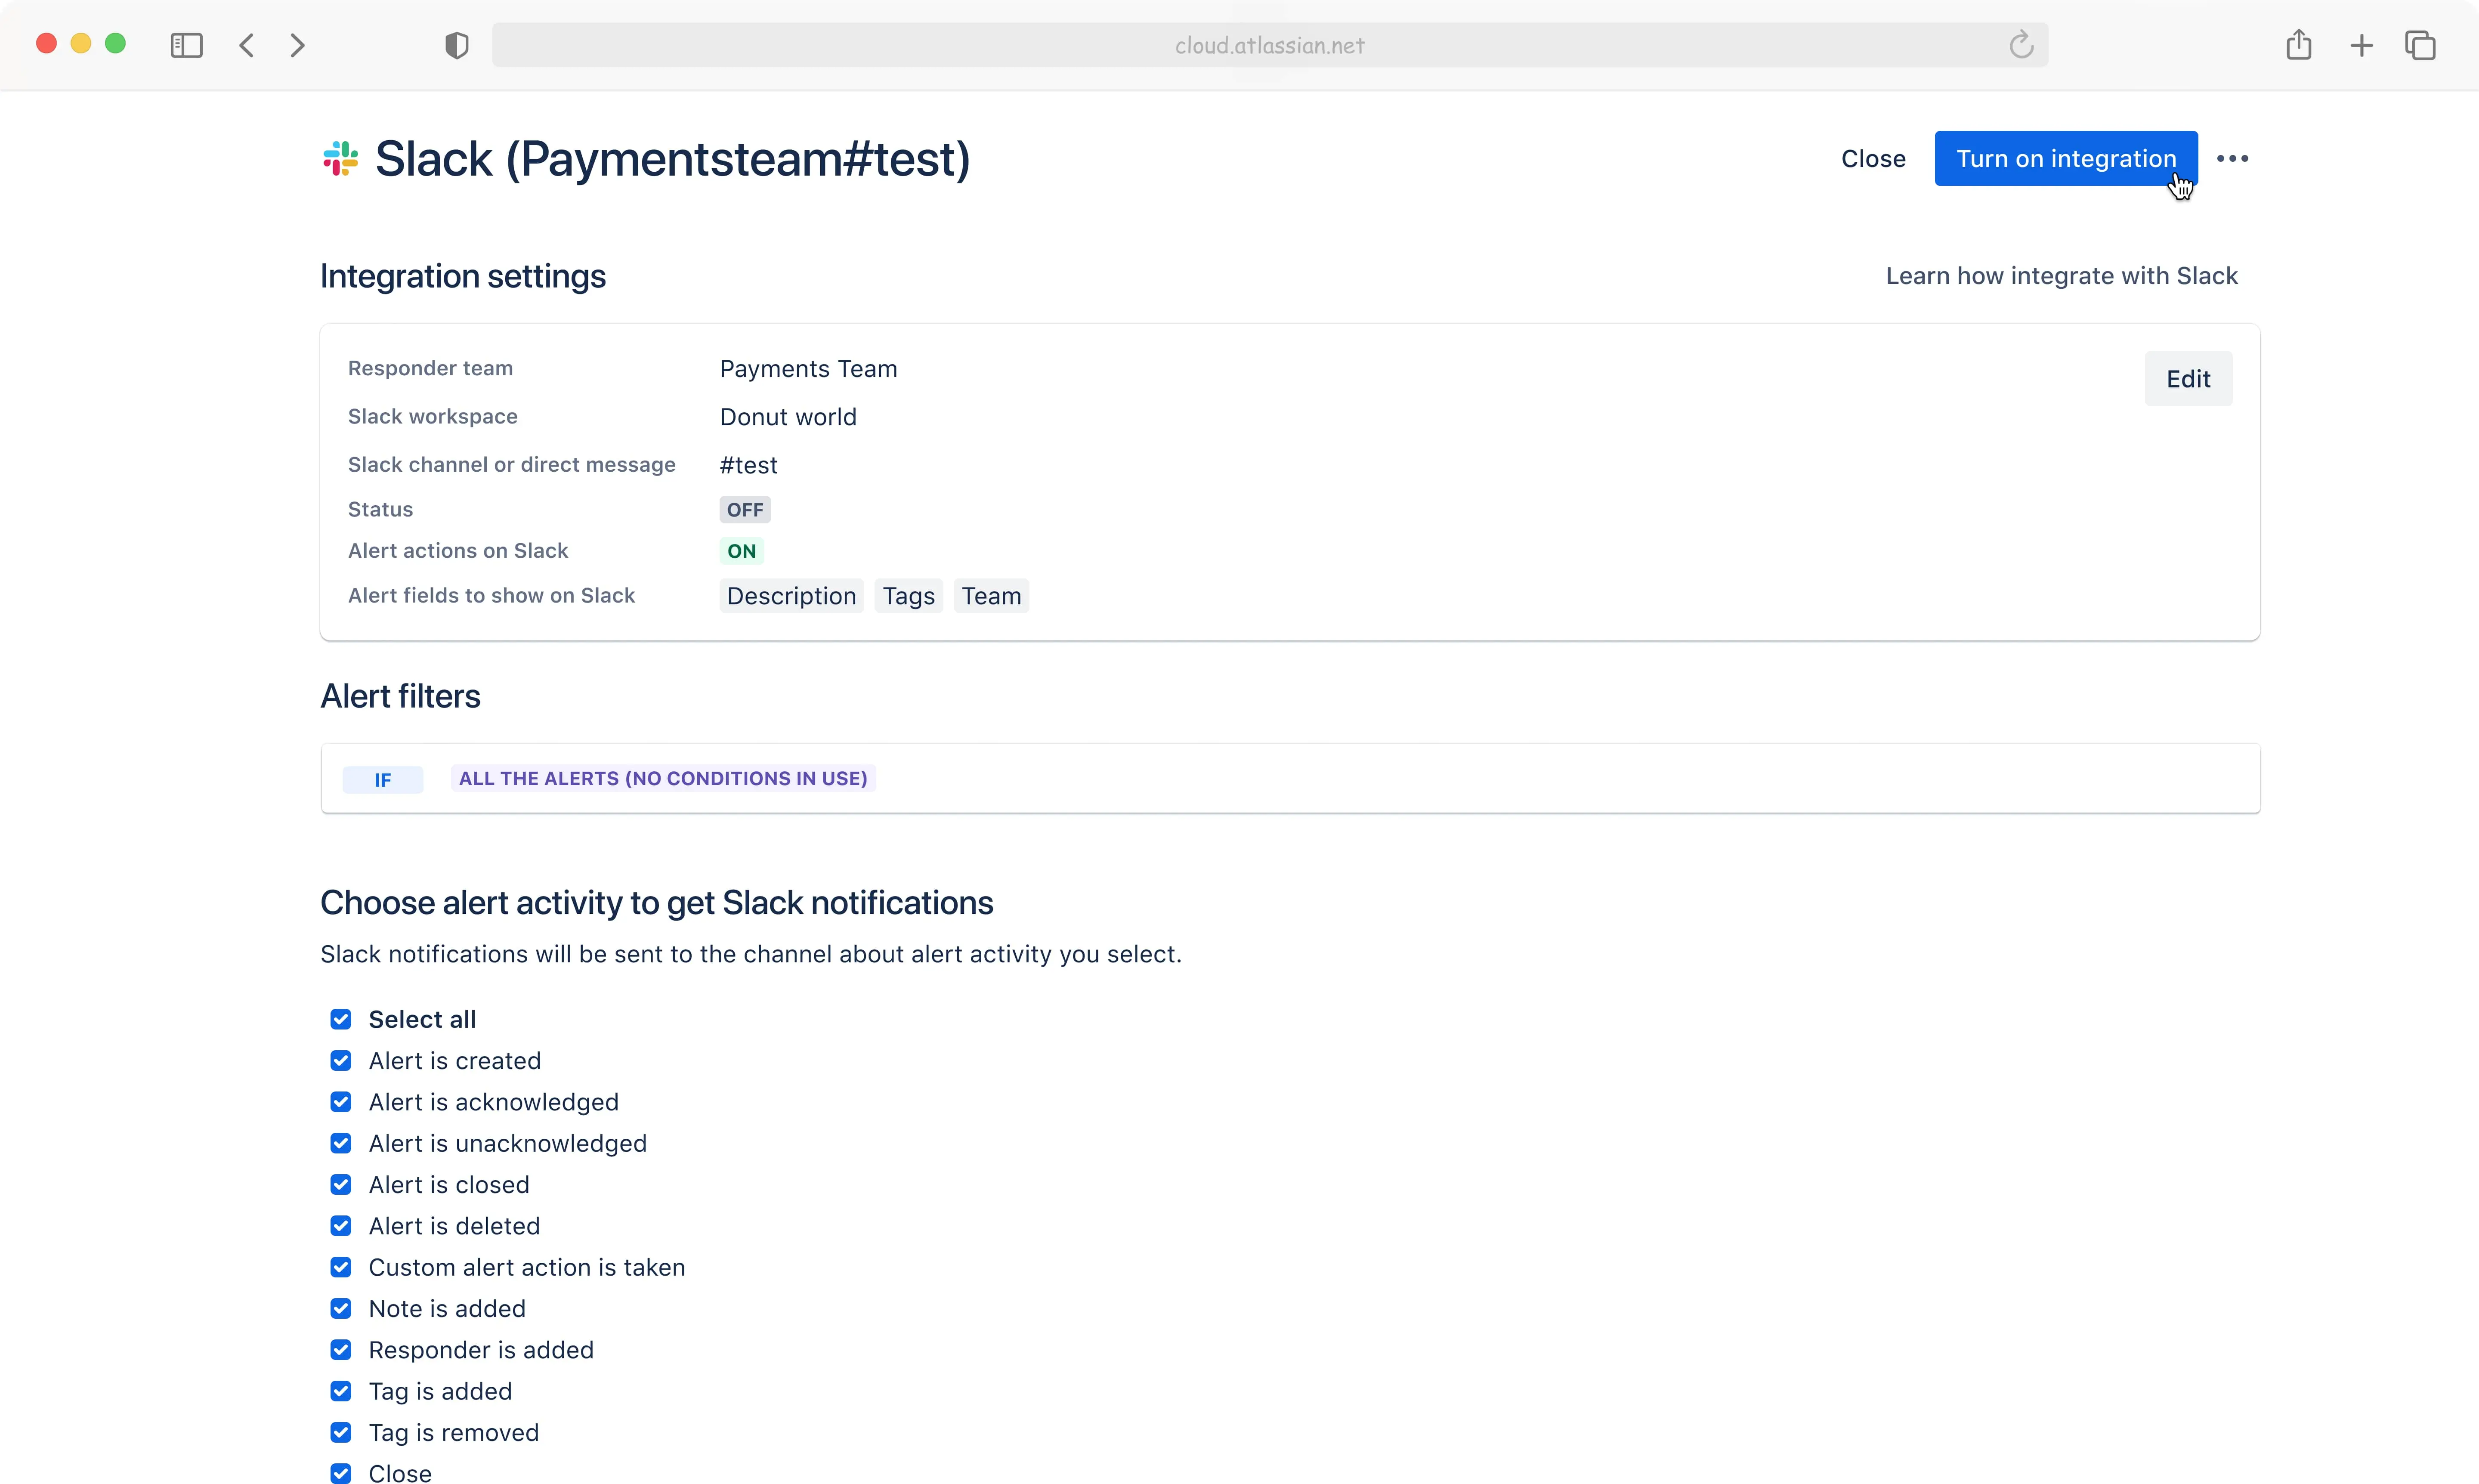 cloud.atlassian.net
Slack (Paymentsteam#test)
Close
Turn on integration
Integration settings
Learn how integrate with Slack
Responder team Payments Team
Edit
Slack workspace Donut world
Slack channel or direct message #test
Status OFF
Alert actions on Slack ON
Alert fields to show on Slack Description Tags Team
Alert filters
IF ALL THE ALERTS (NO CONDITIONS IN USE)
Choose alert activity to get Slack notifications
Slack notifications will be sent to the channel about alert activity you select.
Select all
Alert is created
Alert is acknowledged
Alert is unacknowledged
Alert is closed
Alert is deleted
Custom alert action is taken
Note is added
Responder is added
Tag is added
Tag is removed
Close